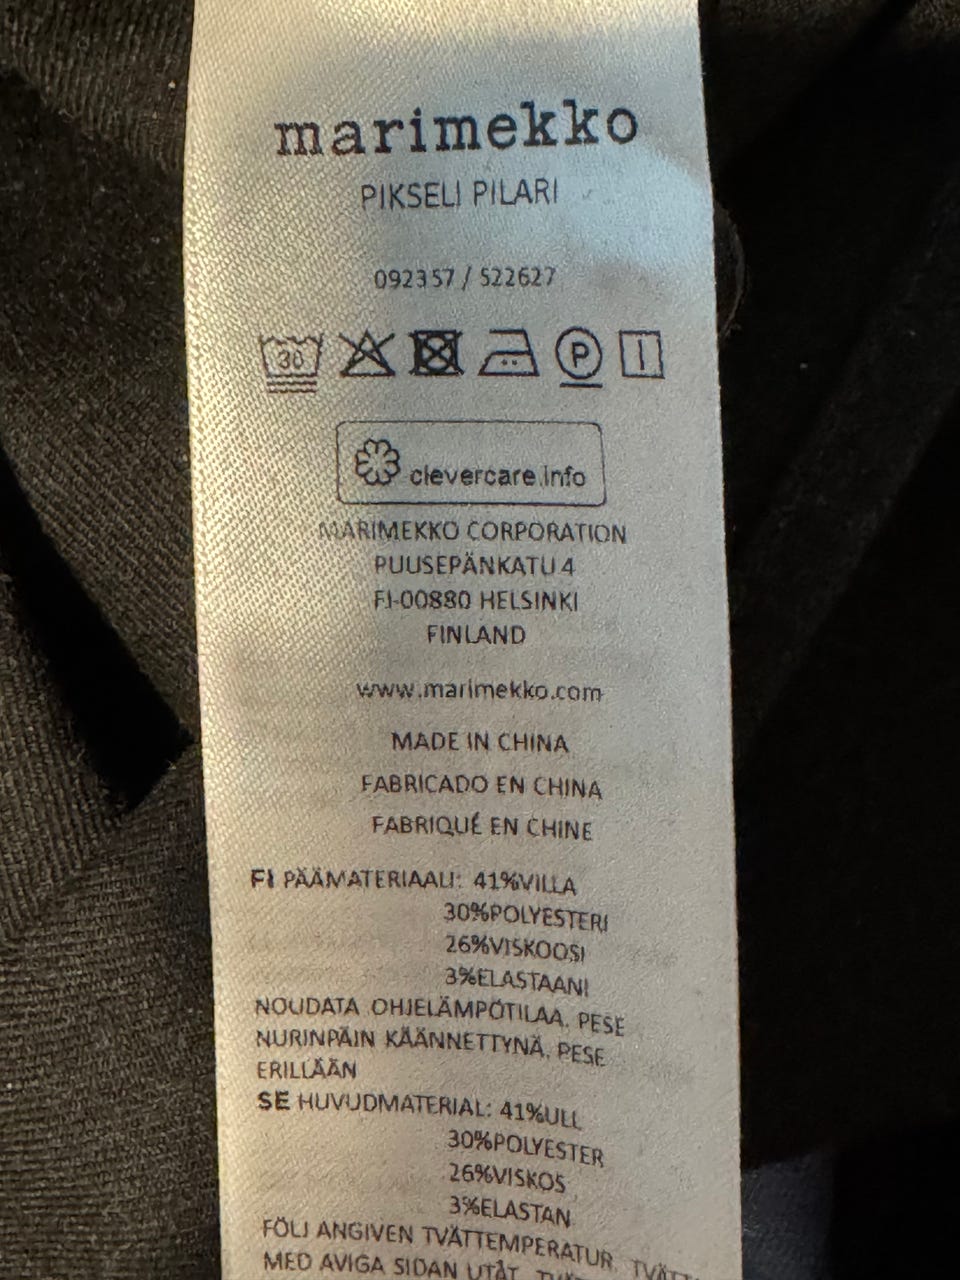 marimekko
PIKSELI PILARI
092357 / 522627
30 P
clevercare.info
MARIMEKKO CORPORATION
PUUSEPÄNKATU 4
FI-00880 HELSINKI
FINLAND
www.marimekko.com
MADE IN CHINA
FABRICADO EN CHINA
FABRIQUÉ EN CHINE
FI PÄÄMATERIAALI: 41%VILLA
30%POLYESTERI
26%VISKOOSI
3%ELASTAANI
NOUDATA OHJELÄMPÖTILAA, PESE
NURINPÄIN KÄÄNNETTYNÄ, PESE
ERILLÄÄN
SE HUVUDMATERIAL: 41%ULL
30%POLYESTER
26%VISKOS
3%ELASTAN
FÖLJ ANGIVEN TVÄTTEMPERATUR,
MED AVIGA SIDAN UTÅT,